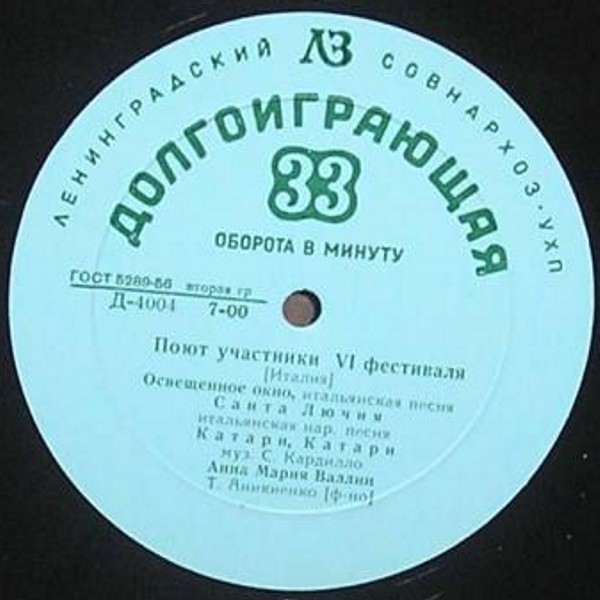 ЛЕНИНГРАДСКИЙ ЛЗ СОВНАРХОЗ·УХП
ДОЛГОИГРАЮЩАЯ
33
ОБОРОТА В МИНУТУ
ГОСТ 5289-56 вторая гр
Д-4004 7-00
Поют участники VI фестиваля
[Италия]
Освещенное окно, итальянская песня
Санта Лючия
итальянская нар. песня
Катари, Катари
муз. С. Кардилло
Анна Мария Валлин
Т. Аникиенко [ф-но]